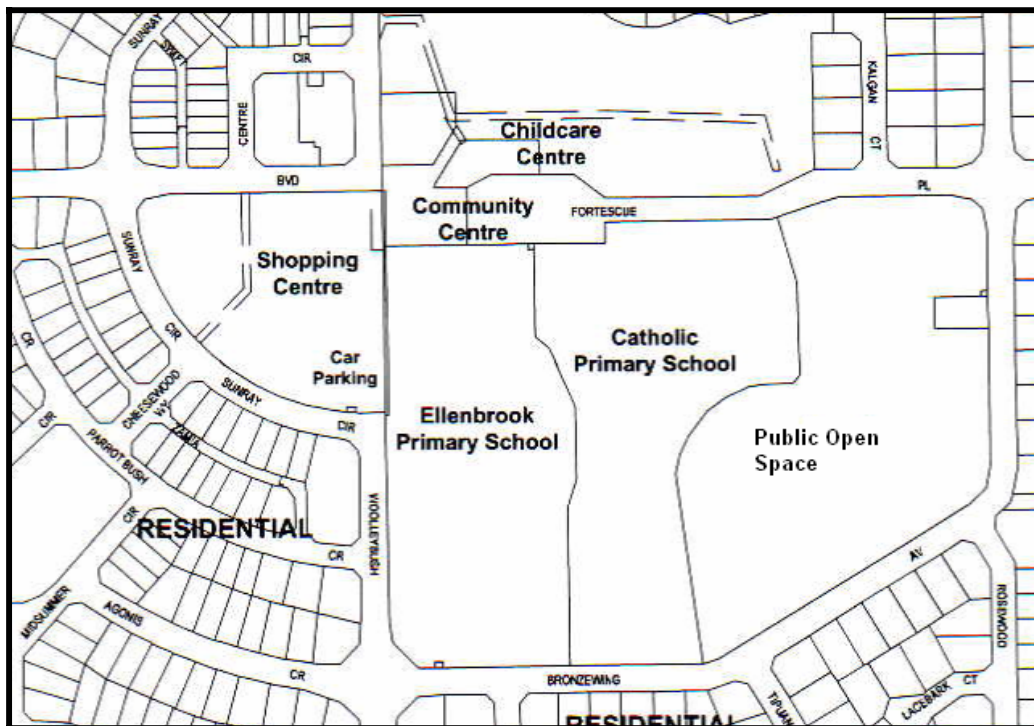 SUNRAY
SWIFT
CIR
CENTRE
KALGAN
CT
Childcare
Centre
BVD
PL
Community
Centre
FORTESCUE
SUNRAY
Shopping
Centre
CIR
CR
Catholic
Primary School
Car
Parking
CHEESEWOOD
WY
SUNRAY
CIR
Ellenbrook
Primary School
CIR
PARROT BUSH
ZAMIA
Public Open
Space
CIR
RESIDENTIAL
WOOLLEYBUSH
CR
AV
MIDSUMMER
AGONIS
ROSEWOOD
CR
BRONZEWING
CT
LACEBARK
RESIDENTIAL